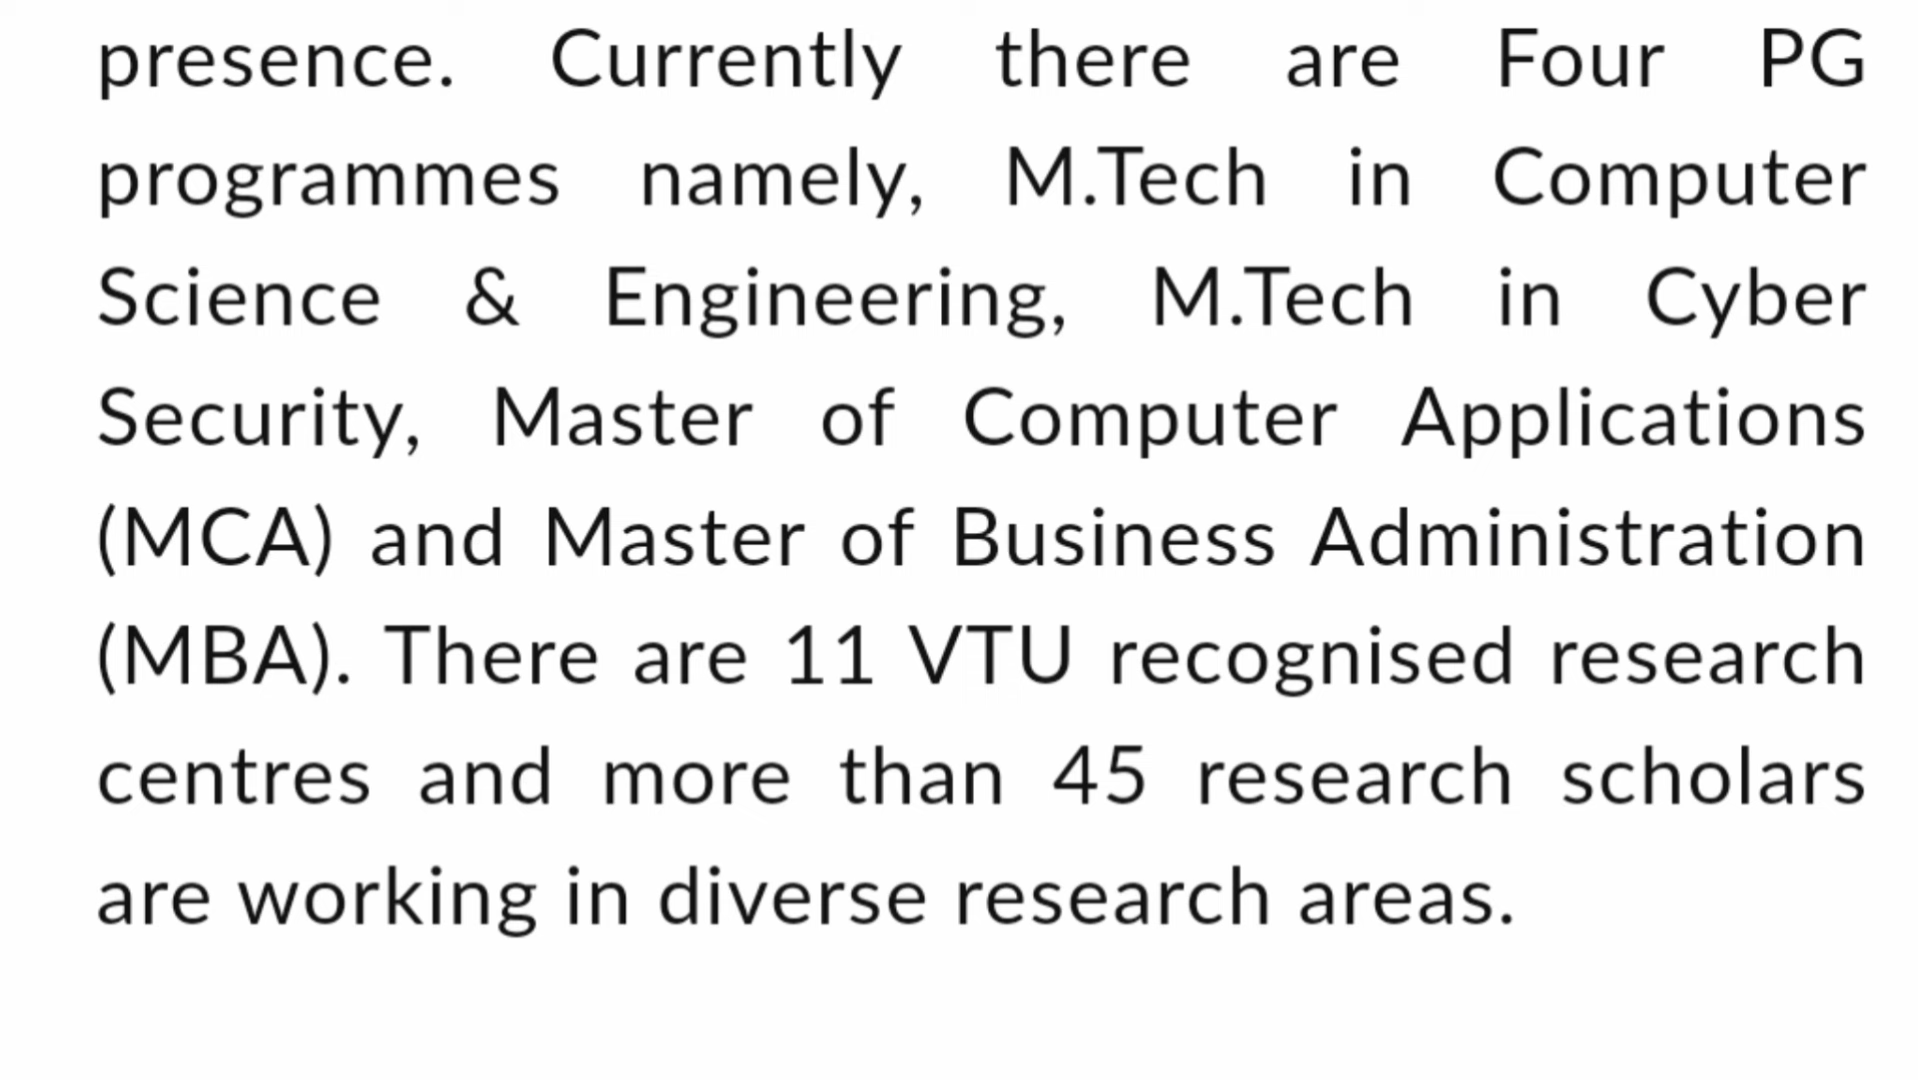 presence. Currently there are Four PG
programmes namely, M.Tech in Computer
Science & Engineering, M.Tech in Cyber
Security, Master of Computer Applications
(MCA) and Master of Business Administration
(MBA). There are 11 VTU recognised research
centres and more than 45 research scholars
are working in diverse research areas.